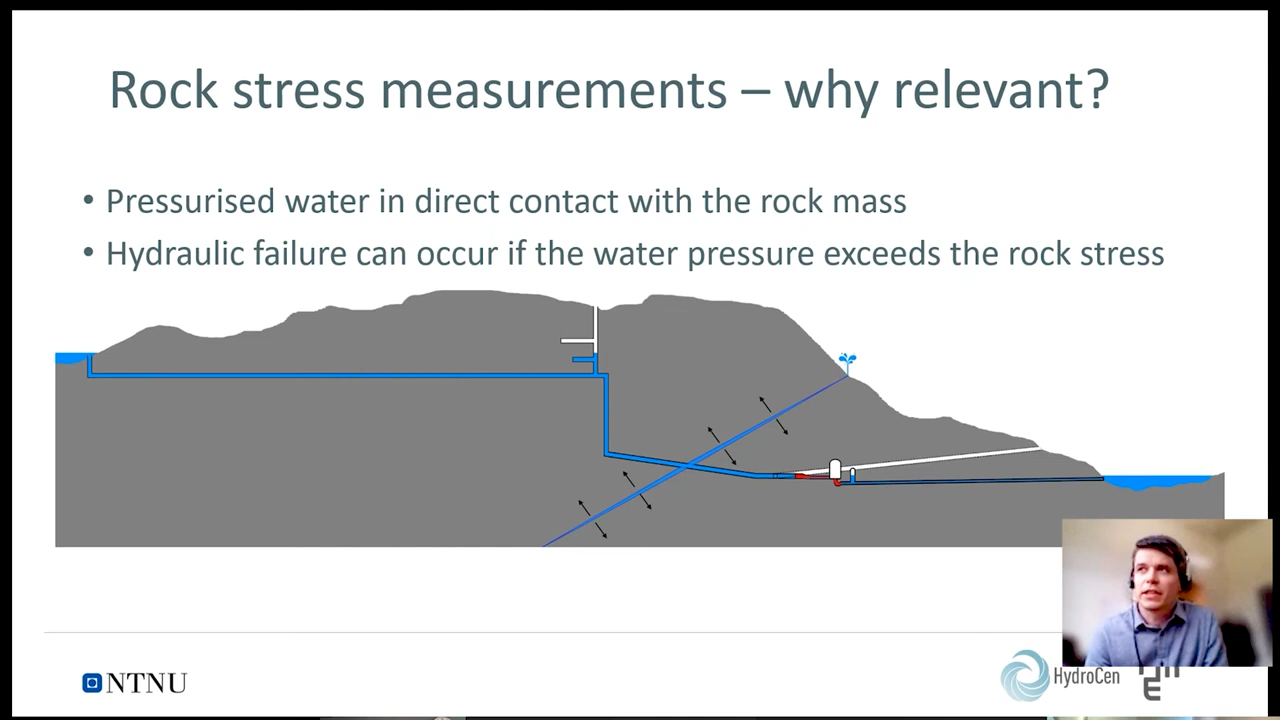 Rock stress measurements – why relevant?
• Pressurised water in direct contact with the rock mass
• Hydraulic failure can occur if the water pressure exceeds the rock stress
NTNU
HydroCen